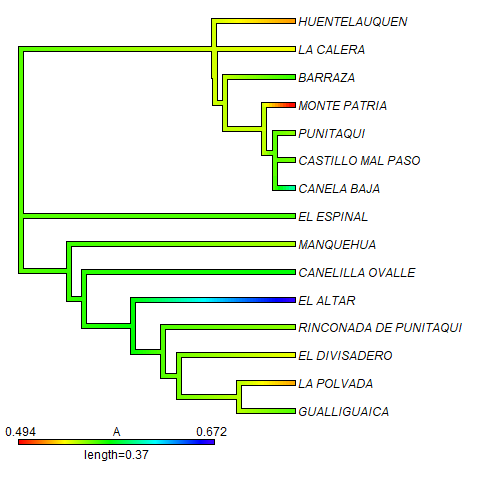 HUENTELAUQUEN
LA CALERA
BARRAZA
MONTE PATRIA
PUNITAQUI
CASTILLO MAL PASO
CANELA BAJA
EL ESPINAL
MANQUEHUA
CANELILLA OVALLE
EL ALTAR
RINCONADA DE PUNITAQUI
EL DIVISADERO
LA POLVADA
GUALLIGUAICA
0.494 A 0.672
length=0.37